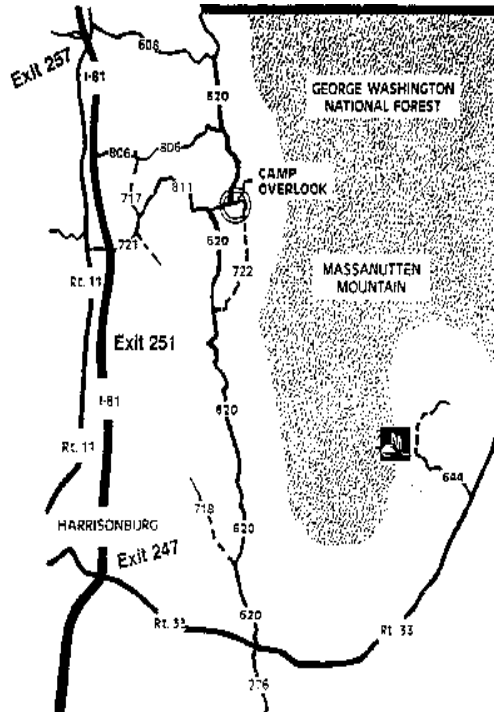 Exit 257
608
I-81
620
GEORGE WASHINGTON
NATIONAL FOREST
806
806
CAMP
OVERLOOK
717
811
620
721
722
Rt. 11
MASSANUTTEN
MOUNTAIN
Exit 251
I-81
620
Rt. 11
644
718
HARRISONBURG
620
Exit 247
620
Rt. 33
Rt. 33
276